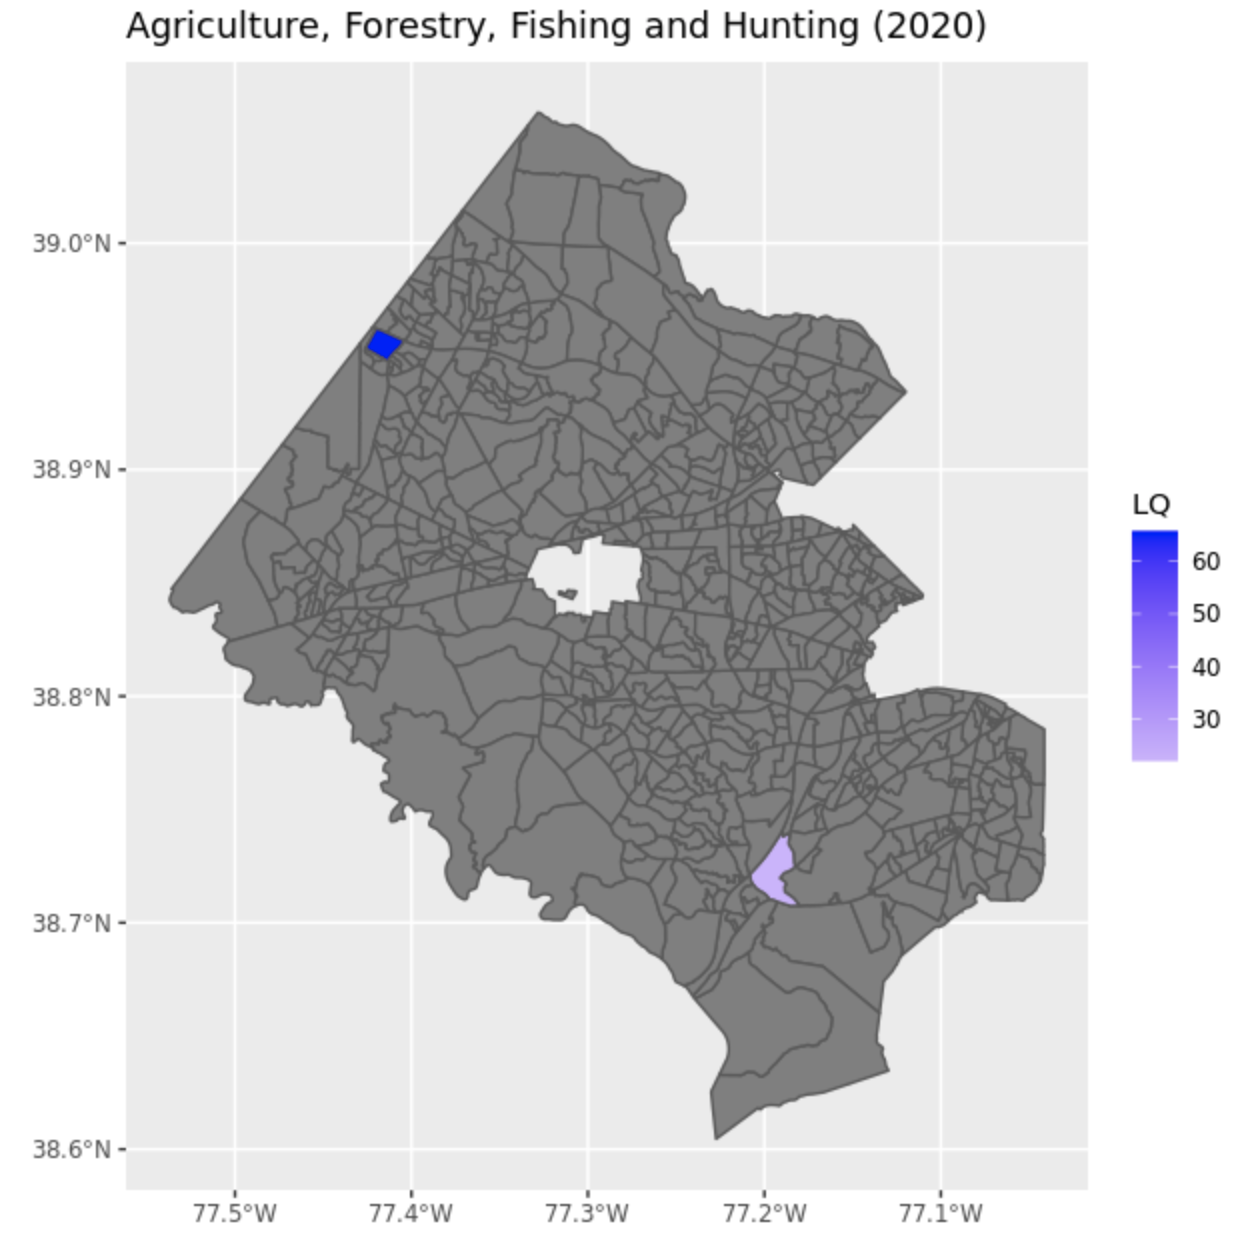 Agriculture, Forestry, Fishing and Hunting (2020)
39.0°N
38.9°N
38.8°N
38.7°N
38.6°N
77.5°W 77.4°W 77.3°W 77.2°W 77.1°W
LQ
60
50
40
30